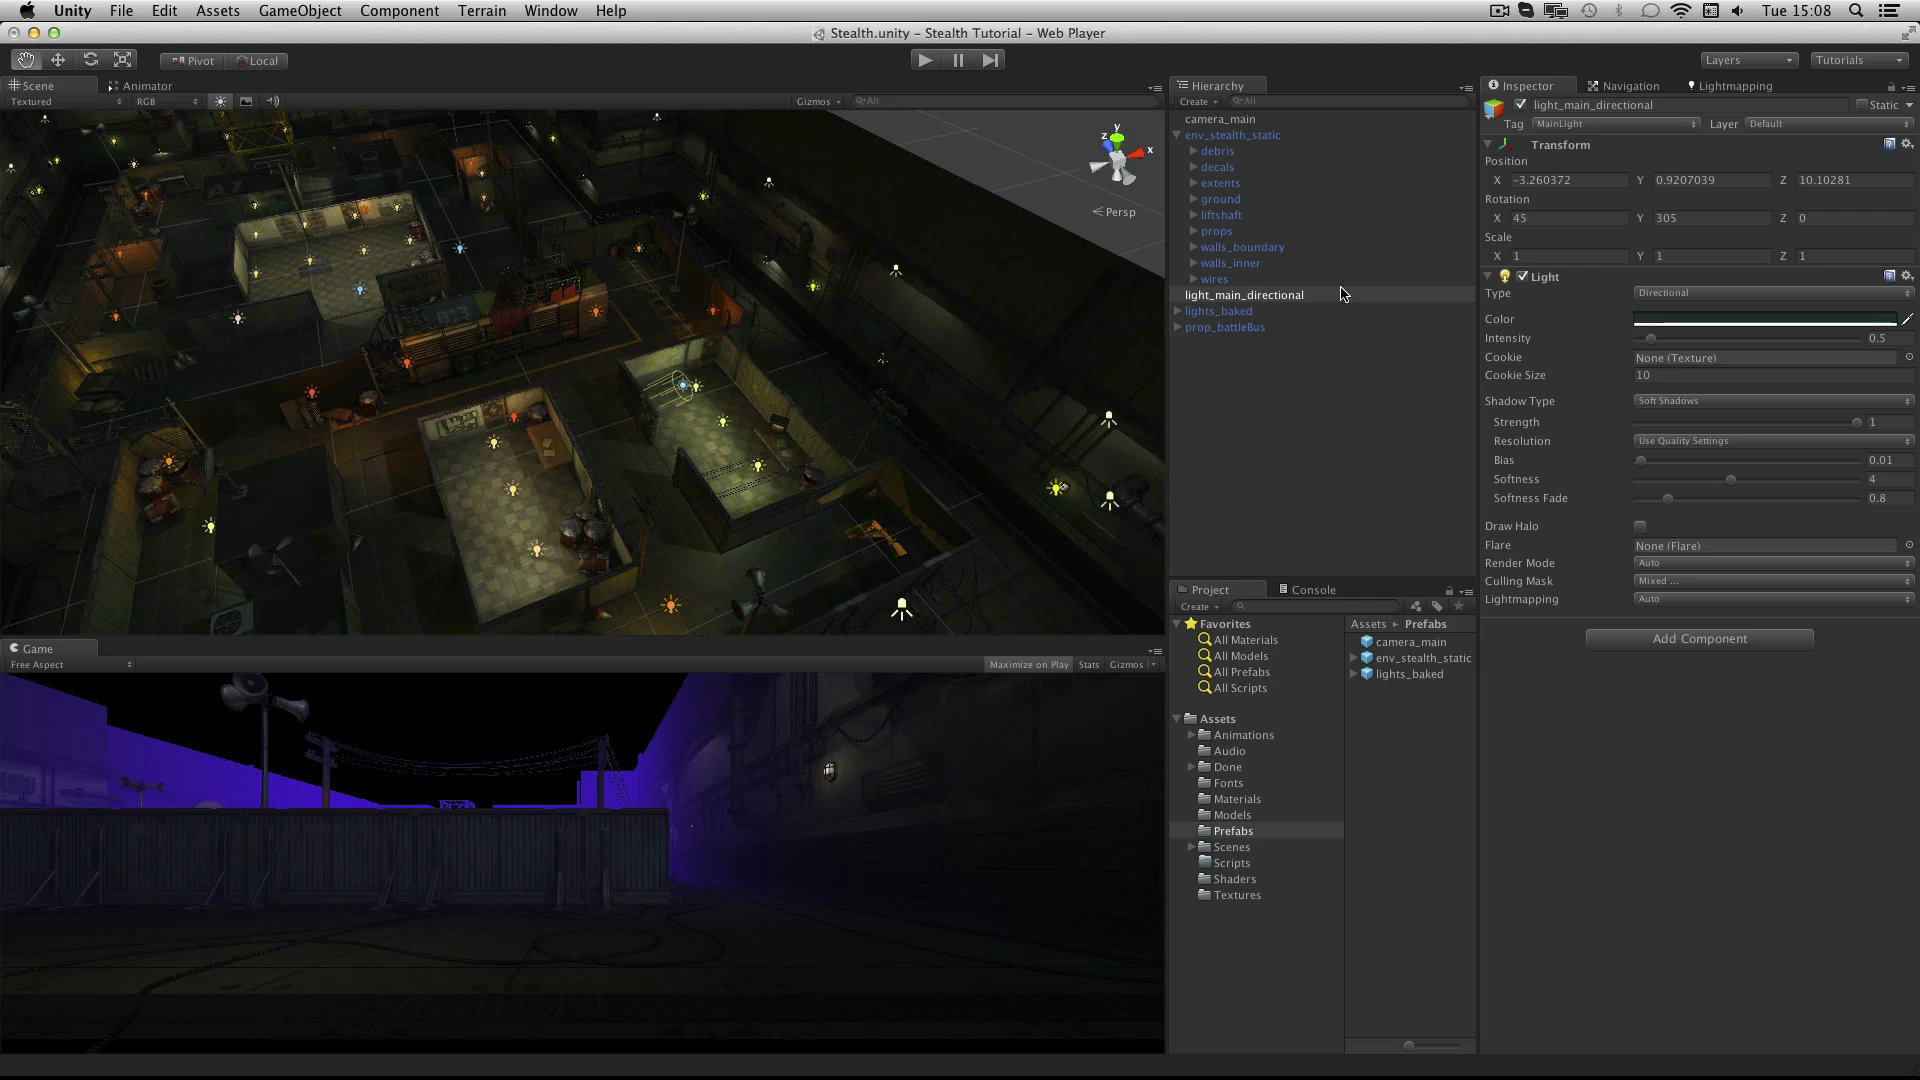 Unity File Edit Assets GameObject Component Terrain Window Help Tue 15:08
Stealth.unity – Stealth Tutorial – Web Player
Pivot Local Layers Tutorials
Scene Animator
Textured RGB Gizmos All
A7
B13
y
z
x
Persp
Game
Free Aspect Maximize on Play Stats Gizmos
Hierarchy
Create All
camera_main
env_stealth_static
debris
decals
extents
ground
liftshaft
props
walls_boundary
walls_inner
wires
light_main_directional
lights_baked
prop_battleBus
Project Console
Create
Favorites
All Materials
All Models
All Prefabs
All Scripts
Assets
Animations
Audio
Done
Fonts
Materials
Models
Prefabs
Scenes
Scripts
Shaders
Textures
Assets Prefabs
camera_main
env_stealth_static
lights_baked
Inspector Navigation Lightmapping
light_main_directional Static
Tag MainLight Layer Default
Transform
Position
X -3.260372 Y 0.9207039 Z 10.10281
Rotation
X 45 Y 305 Z 0
Scale
X 1 Y 1 Z 1
Light
Type Directional
Color
Intensity 0.5
Cookie None (Texture)
Cookie Size 10
Shadow Type Soft Shadows
Strength 1
Resolution Use Quality Settings
Bias 0.01
Softness 4
Softness Fade 0.8
Draw Halo
Flare None (Flare)
Render Mode Auto
Culling Mask Mixed ...
Lightmapping Auto
Add Component